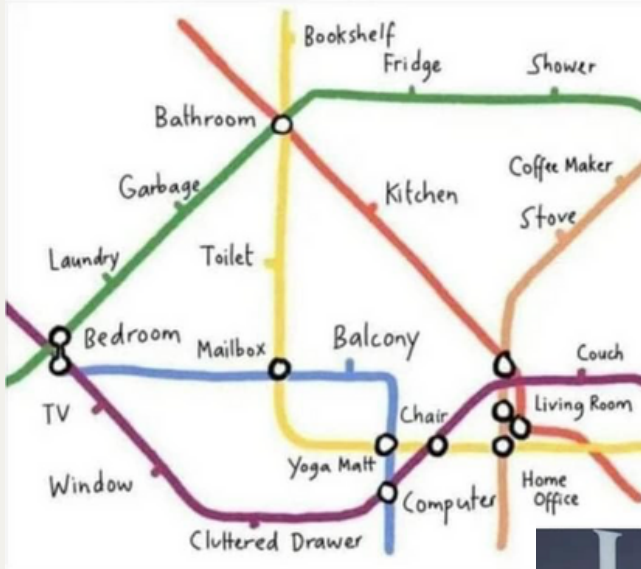 Bookshelf
Fridge
Shower
Bathroom
Coffee Maker
Garbage
Kitchen
Stove
Laundry
Toilet
Bedroom
Mailbox
Balcony
Couch
TV
Chair
Living Room
Yoga Matt
Window
Computer
Home
Office
Cluttered Drawer